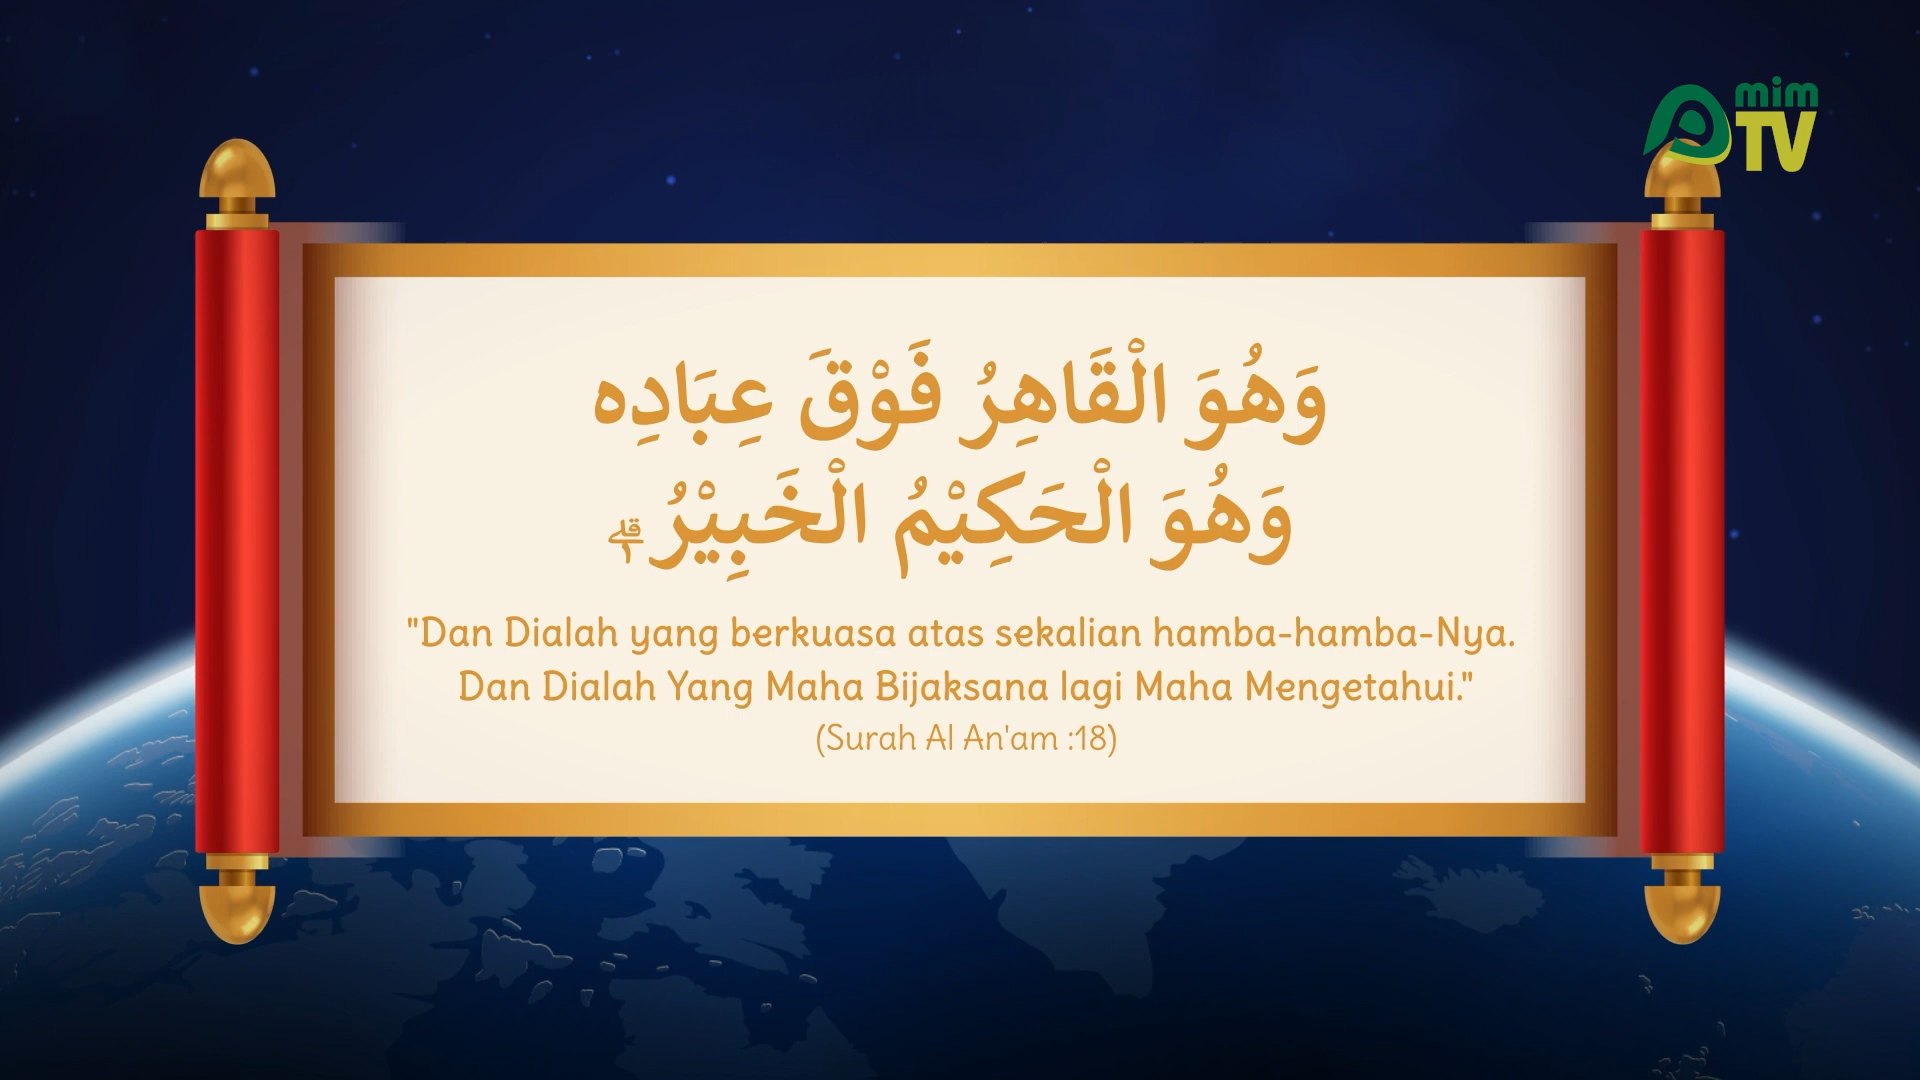 mim
TV
وَهُوَ الْقَاهِرُ فَوْقَ عِبَادِه
وَهُوَ الْحَكِيْمُ الْخَبِيْرُ ۗ
"Dan Dialah yang berkuasa atas sekalian hamba-hamba-Nya.
Dan Dialah Yang Maha Bijaksana lagi Maha Mengetahui."
(Surah Al An'am :18)